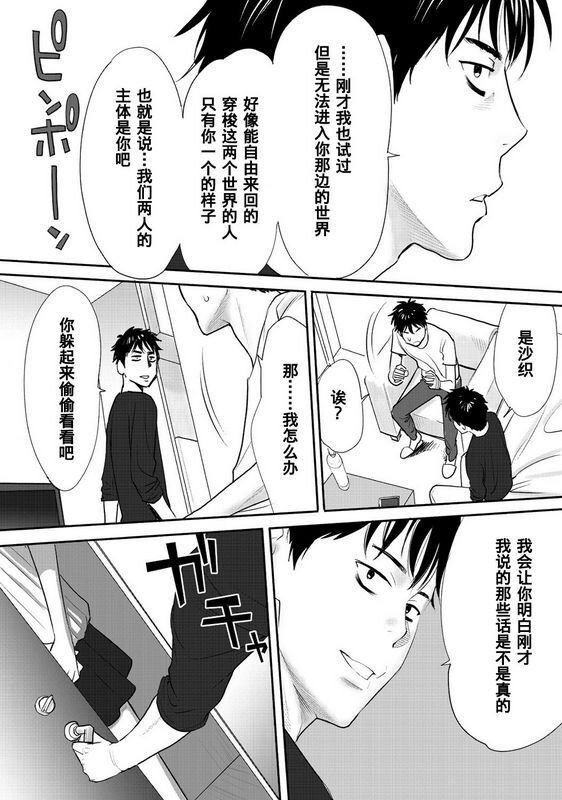 ……刚才我也试过
但是无法进入你那边的世界
好像能自由来回的
穿梭这两个世界的人
只有你一个的样子
也就是说…我们两人的
主体是你吧
ピンポーン
是沙织
诶？
那……我怎么办
你躲起来偷偷看看吧
我会让你明白刚才
我说的那些话是不是真的
ガチャ